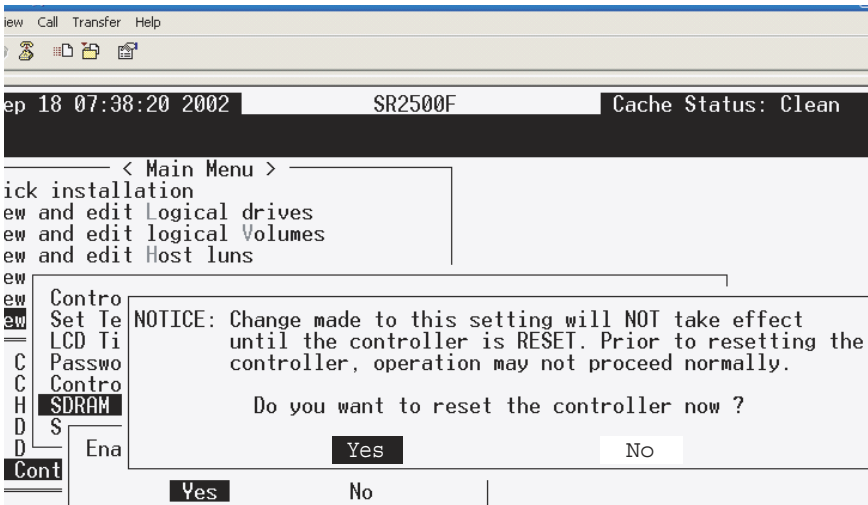 iew Call Transfer Help
ep 18 07:38:20 2002 SR2500F Cache Status: Clean
< Main Menu >
ick installation
ew and edit Logical drives
ew and edit logical Volumes
ew and edit Host luns
ew
ew Contro
ew Set Te
LCD Ti
C Passwo
C Contro
H SDRAM
D S
D Ena
Cont
NOTICE: Change made to this setting will NOT take effect
until the controller is RESET. Prior to resetting the
controller, operation may not proceed normally.
Do you want to reset the controller now ?
Yes No
Yes No